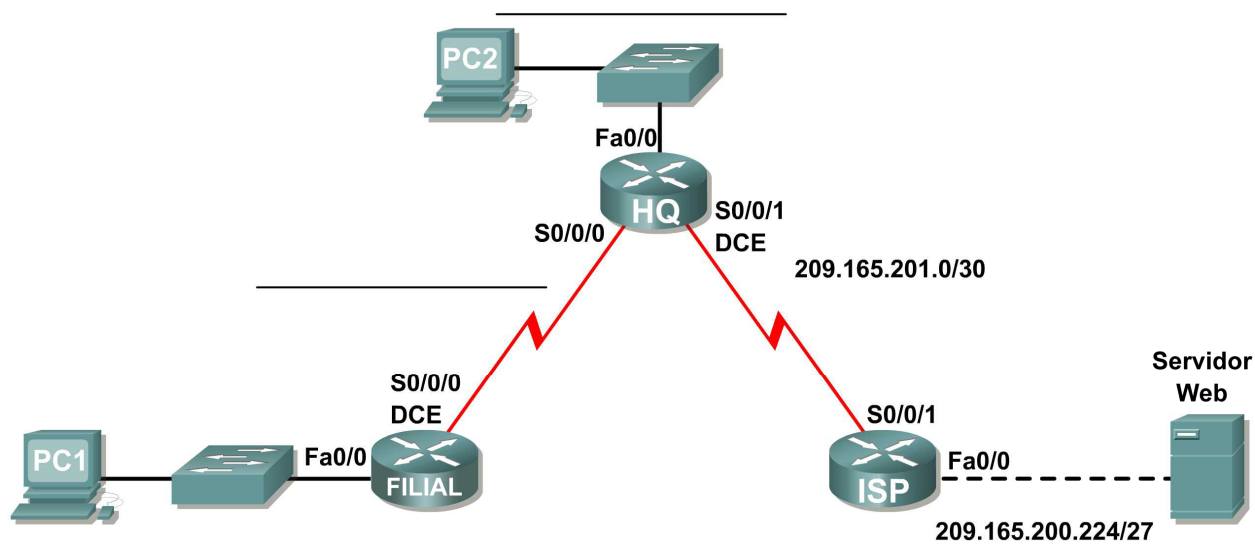 PC2
Fa0/0
HQ
S0/0/1
DCE
S0/0/0
209.165.201.0/30
S0/0/0
DCE
PC1
Fa0/0
FILIAL
S0/0/1
ISP
Fa0/0
Servidor
Web
209.165.200.224/27